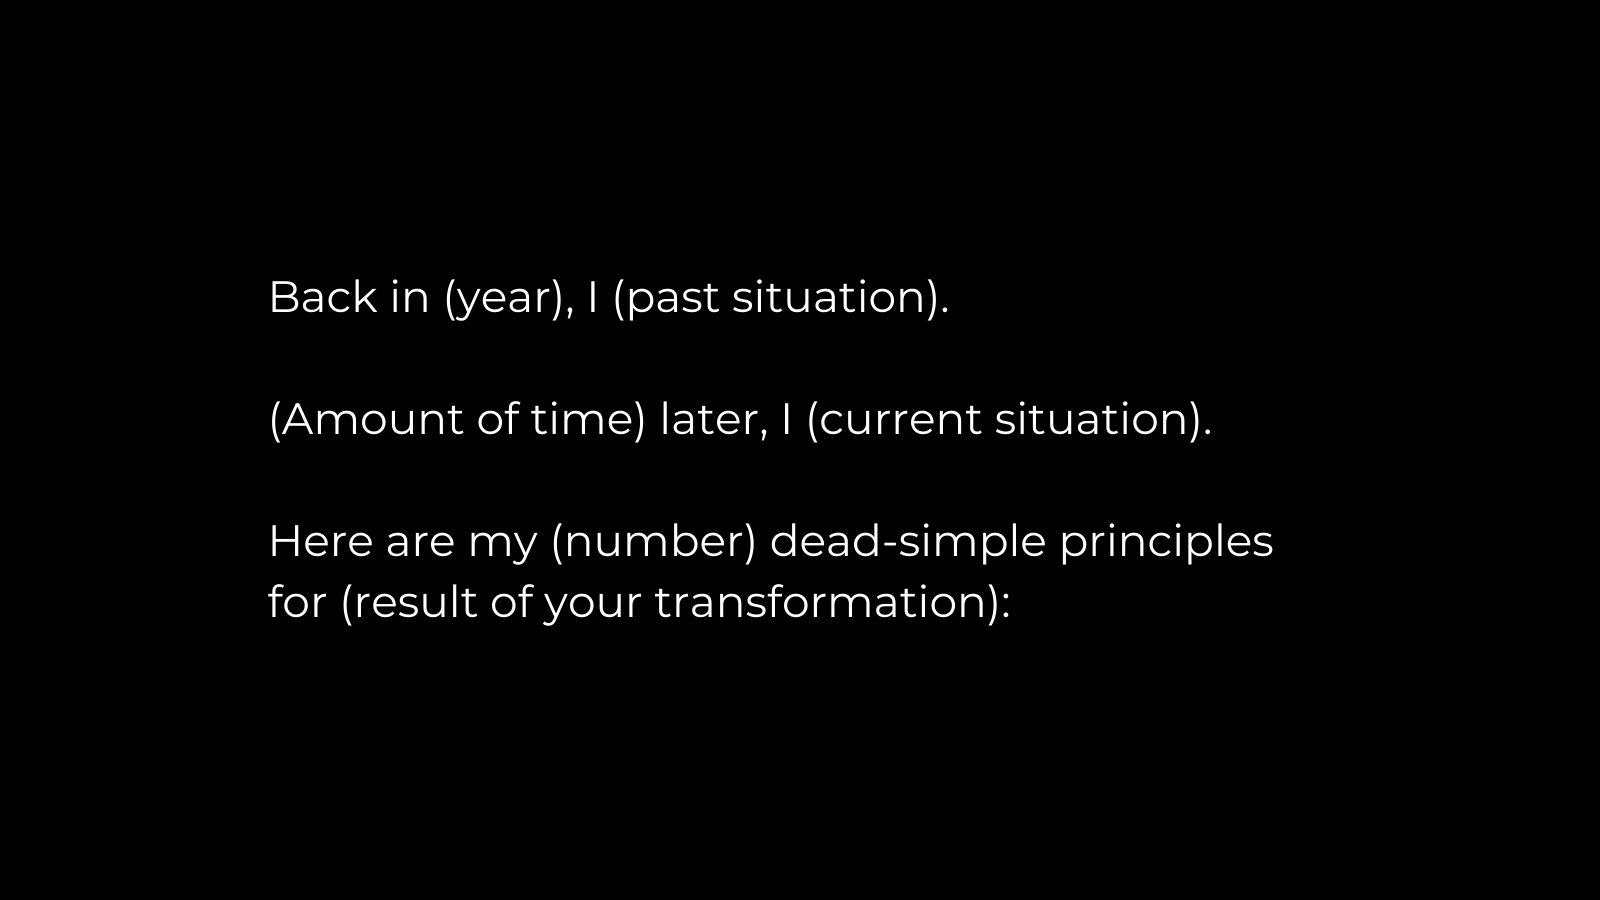 Back in (year), I (past situation).
(Amount of time) later, I (current situation).
Here are my (number) dead-simple principles
for (result of your transformation):